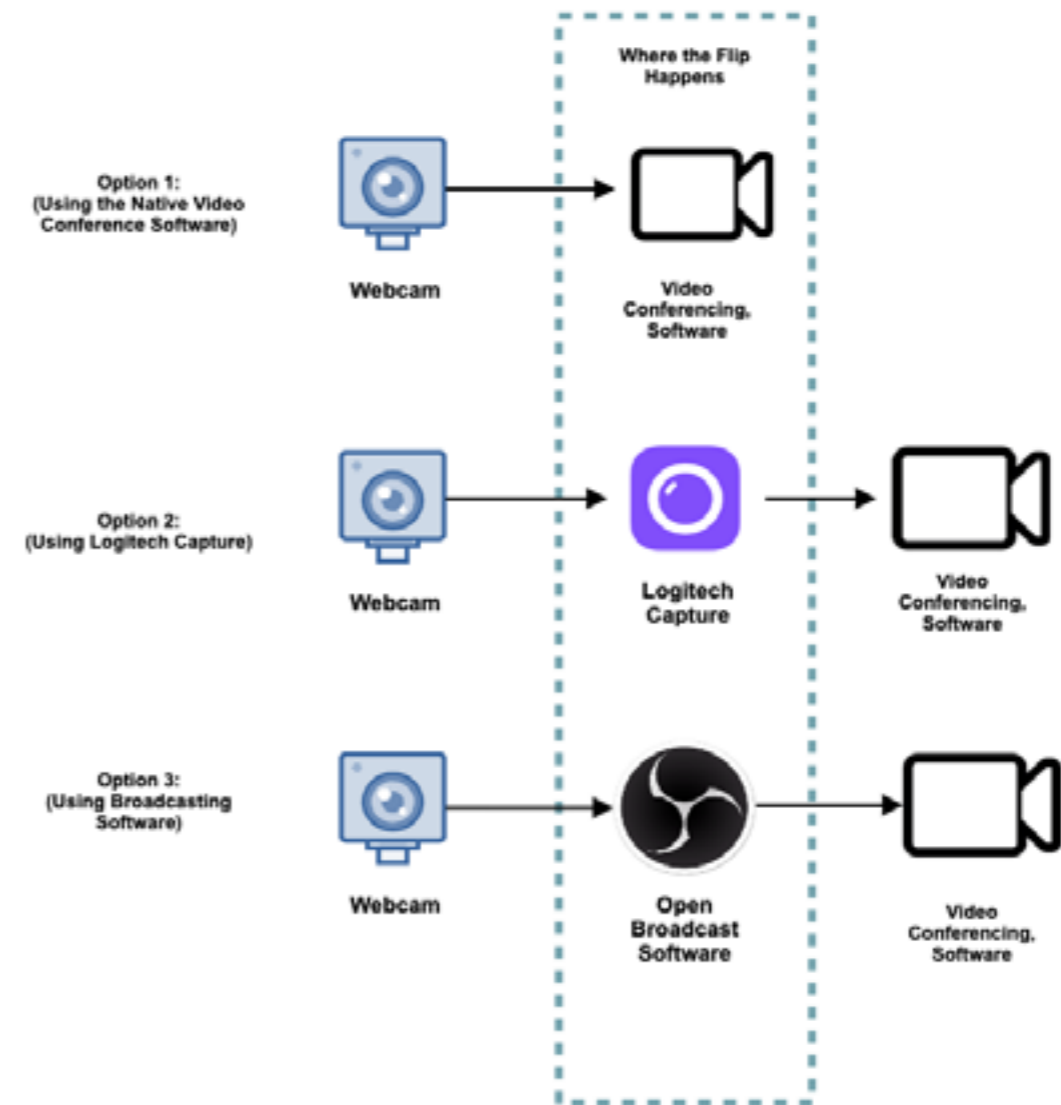 Where the Flip
Happens
Option 1:
(Using the Native Video
Conference Software)
Webcam
Video
Conferencing,
Software
Option 2:
(Using Logitech Capture)
Webcam
Logitech
Capture
Video
Conferencing,
Software
Option 3:
(Using Broadcasting
Software)
Webcam
Open
Broadcast
Software
Video
Conferencing,
Software